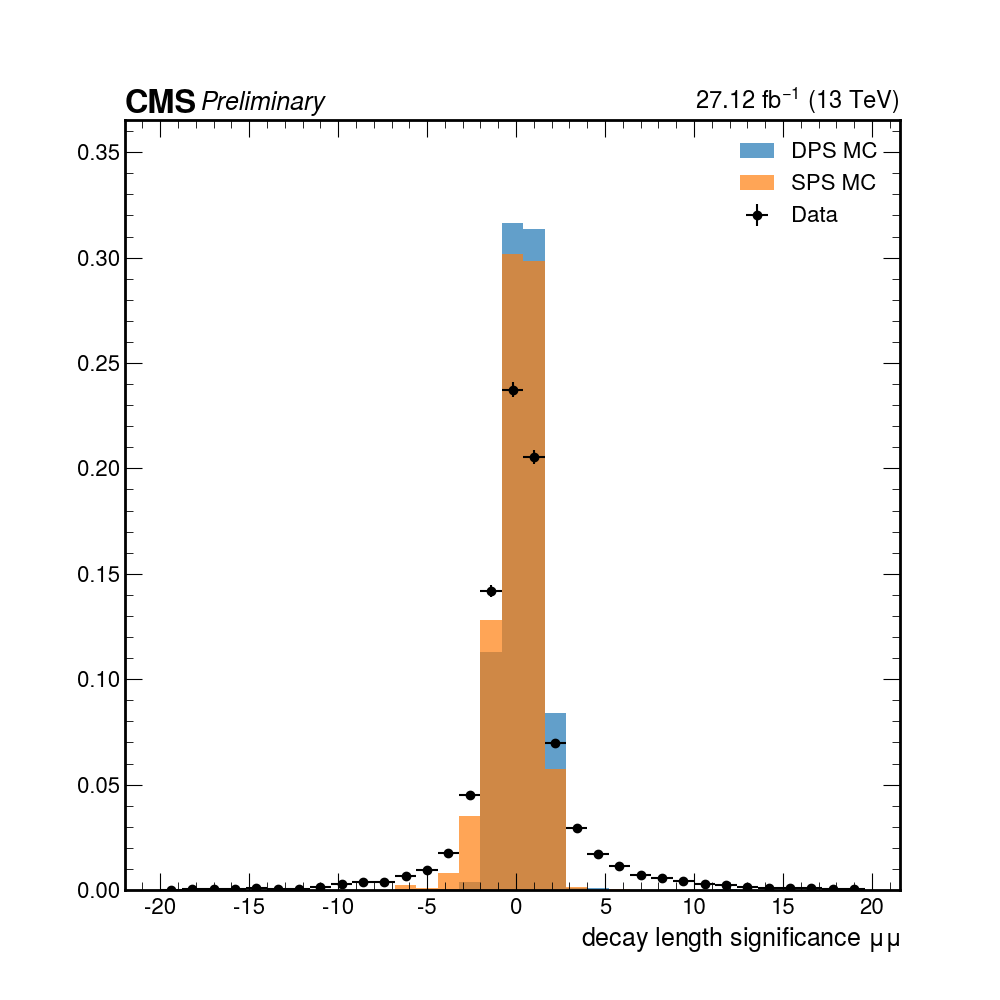 CMS Preliminary 27.12 fb⁻¹ (13 TeV)
DPS MC
SPS MC
Data
0.35
0.30
0.25
0.20
0.15
0.10
0.05
0.00
-20 -15 -10 -5 0 5 10 15 20
decay length significance μμ